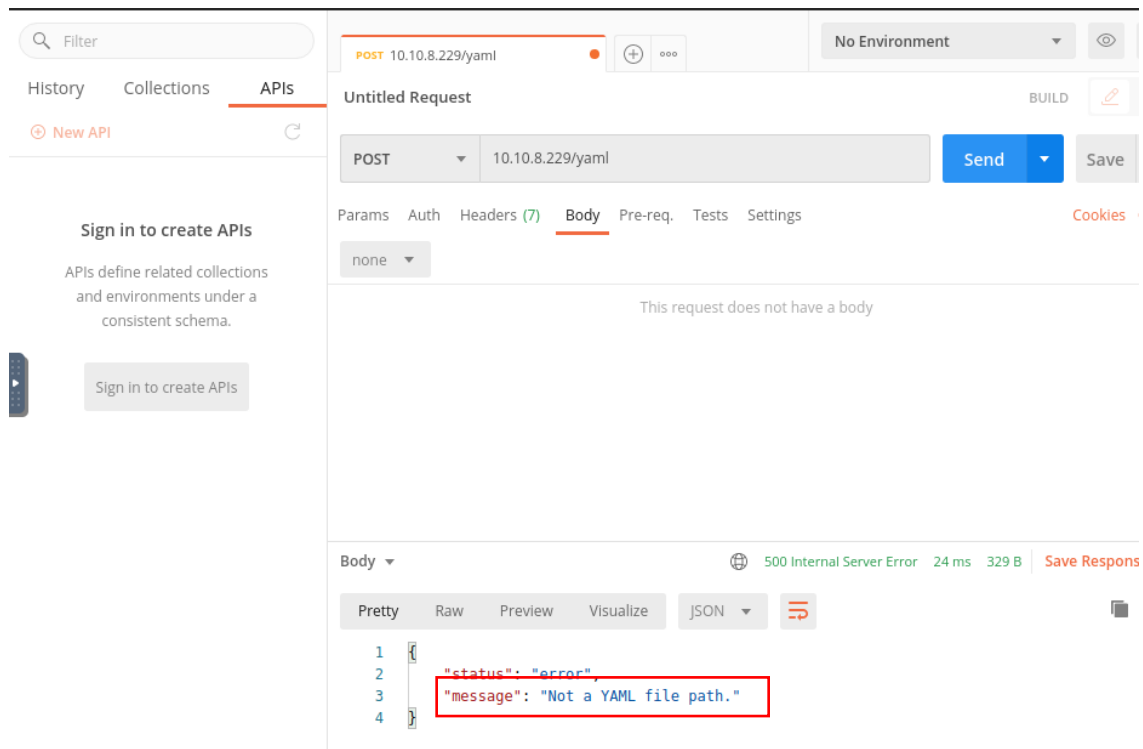 Filter
History Collections APIs
New API
Sign in to create APIs
APIs define related collections
and environments under a
consistent schema.
Sign in to create APIs
POST 10.10.8.229/yaml
No Environment
Untitled Request
BUILD
POST 10.10.8.229/yaml
Send
Save
Params Auth Headers (7) Body Pre-req. Tests Settings
Cookies
none
This request does not have a body
Body
500 Internal Server Error 24 ms 329 B Save Respons
Pretty Raw Preview Visualize JSON
1 {
2 "status": "error",
3 "message": "Not a YAML file path."
4 }